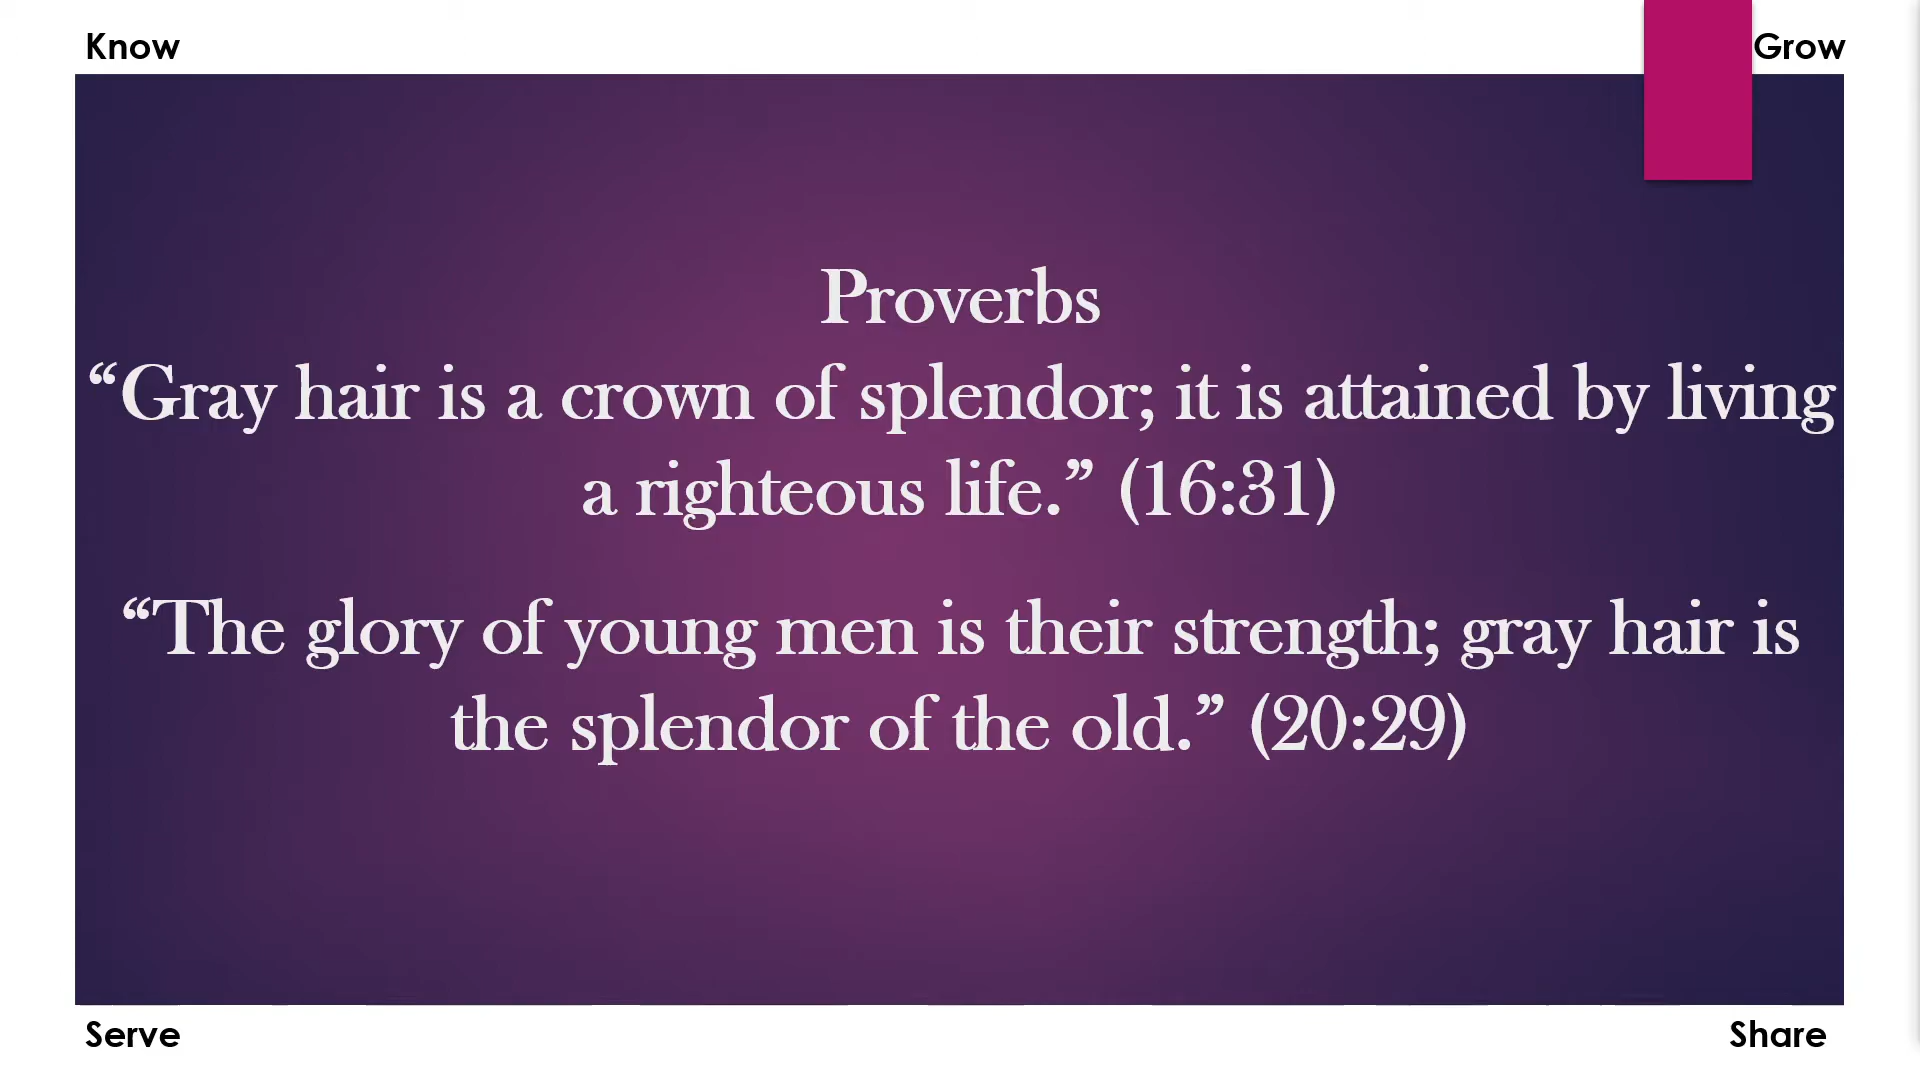 Know
Grow
Proverbs
“Gray hair is a crown of splendor; it is attained by living
a righteous life.” (16:31)
“The glory of young men is their strength; gray hair is
the splendor of the old.” (20:29)
Serve
Share